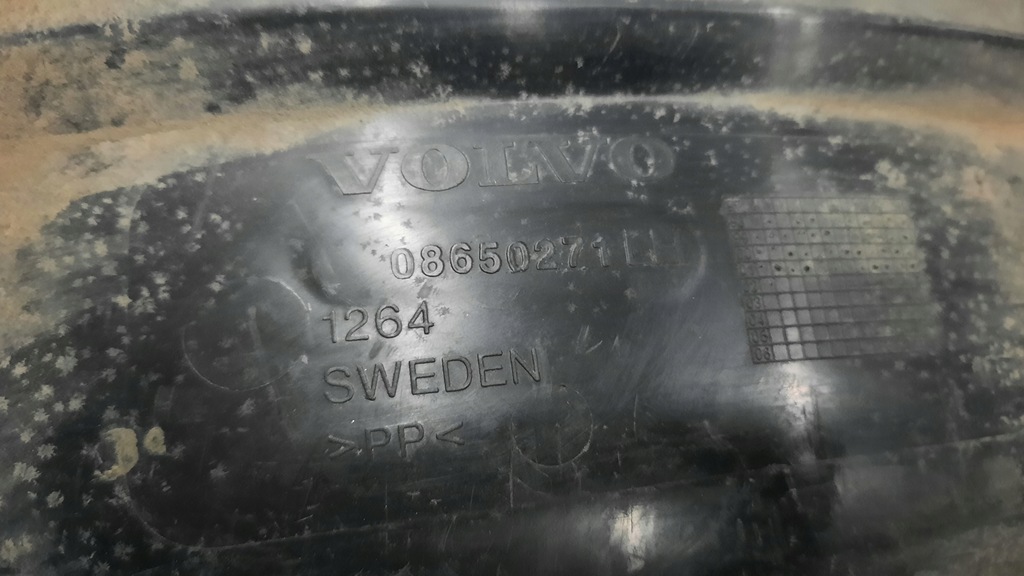 VOLVO
08650271
1264
SWEDEN
>PP<